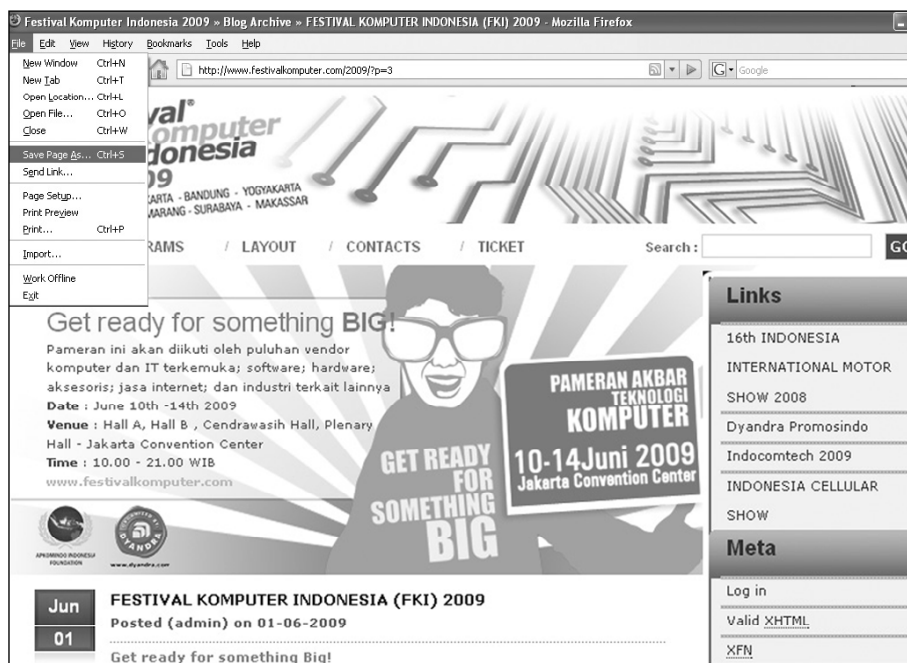 Festival Komputer Indonesia 2009 » Blog Archive » FESTIVAL KOMPUTER INDONESIA (FKI) 2009 - Mozilla Firefox
File Edit View History Bookmarks Tools Help
New Window Ctrl+N
New Tab Ctrl+T
Open Location... Ctrl+L
Open File... Ctrl+O
Close Ctrl+W
Save Page As... Ctrl+S
Send Link...
Page Setup...
Print Preview
Print... Ctrl+P
Import...
Work Offline
Exit
http://www.festivalkomputer.com/2009/?p=3
G Google
val®
omputer
donesia
09
KARTA - BANDUNG - YOGYAKARTA
MARANG - SURABAYA - MAKASSAR
RAMS / LAYOUT / CONTACTS / TICKET
Search :
GO
Get ready for something BIG!
Pameran ini akan diikuti oleh puluhan vendor
komputer dan IT terkemuka; software; hardware;
aksesoris; jasa internet; dan industri terkait lainnya
Date : June 10th -14th 2009
Venue : Hall A, Hall B , Cendrawasih Hall, Plenary
Hall - Jakarta Convention Center
Time : 10.00 - 21.00 WIB
www.festivalkomputer.com
APKOMINDO INDONESIA
FOUNDATION
DYANDRA
www.dyandra.com
GET READY
FOR
SOMETHING
BIG
PAMERAN AKBAR
TEKNOLOGI
KOMPUTER
10-14Juni 2009
Jakarta Convention Center
Links
16th INDONESIA
INTERNATIONAL MOTOR
SHOW 2008
Dyandra Promosindo
Indocomtech 2009
INDONESIA CELLULAR
SHOW
Meta
Log in
Valid XHTML
XFN
Jun
01
FESTIVAL KOMPUTER INDONESIA (FKI) 2009
Posted (admin) on 01-06-2009
Get ready for something Big!